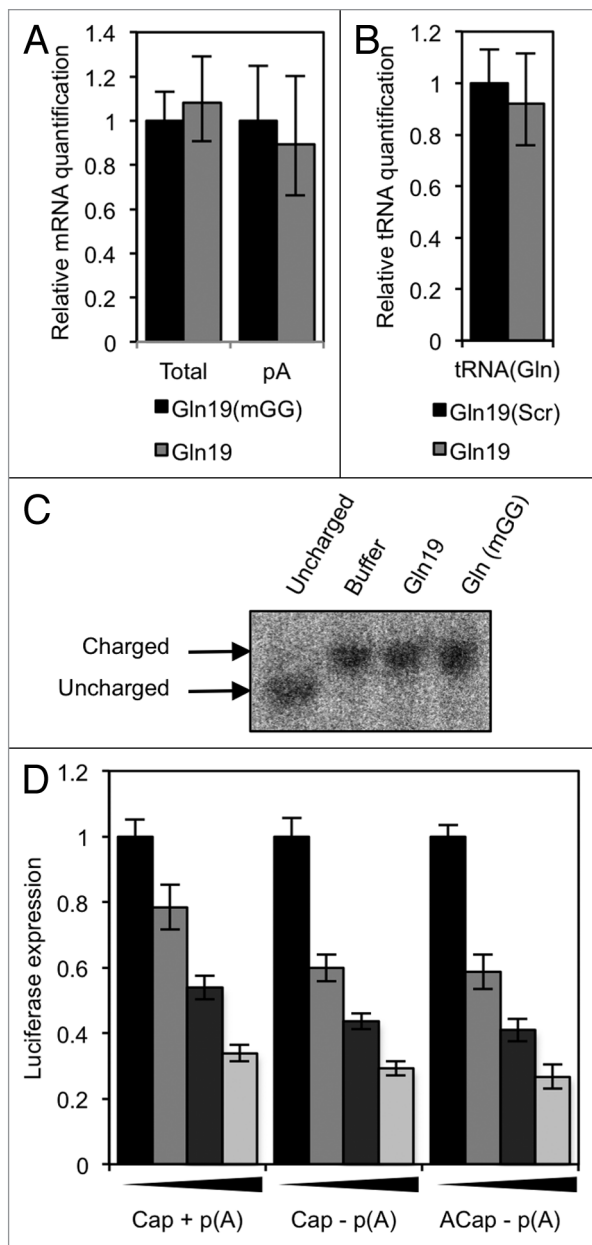 A
Relative mRNA quantification
1.4
1.2
1
0.8
0.6
0.4
0.2
0
Total pA
Gln19(mGG)
Gln19
B
Relative tRNA quantification
1.2
1
0.8
0.6
0.4
0.2
0
tRNA(Gln)
Gln19(Scr)
Gln19
C
Uncharged
Buffer
Gln19
Gln (mGG)
Charged
Uncharged
D
Luciferase expression
1.2
1
0.8
0.6
0.4
0.2
0
Cap + p(A) Cap - p(A) ACap - p(A)